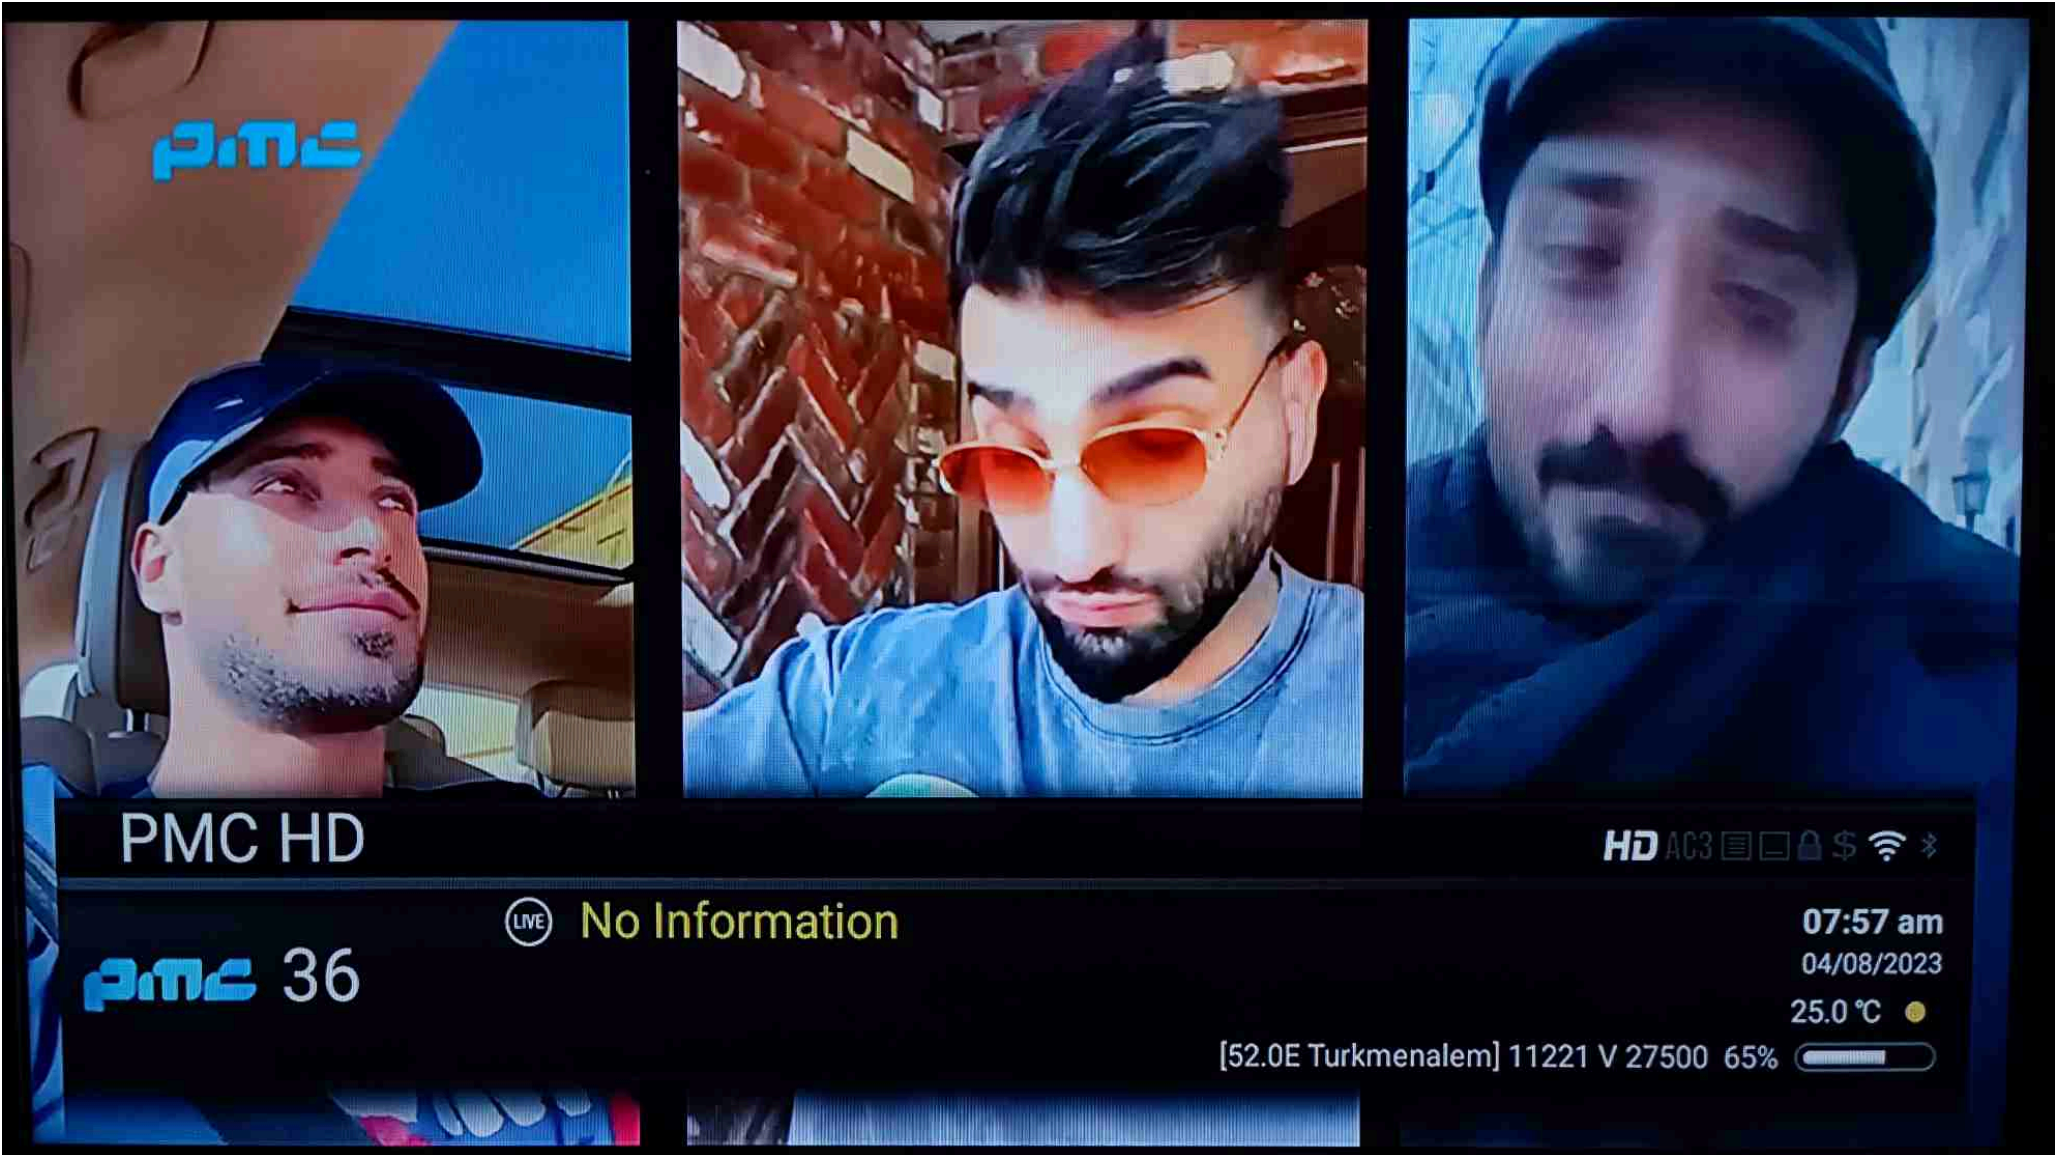 pmc
PMC HD
HD AC3 $
LIVE No Information
07:57 am
pmc 36
04/08/2023
25.0 °C
[52.0E Turkmenalem] 11221 V 27500 65%